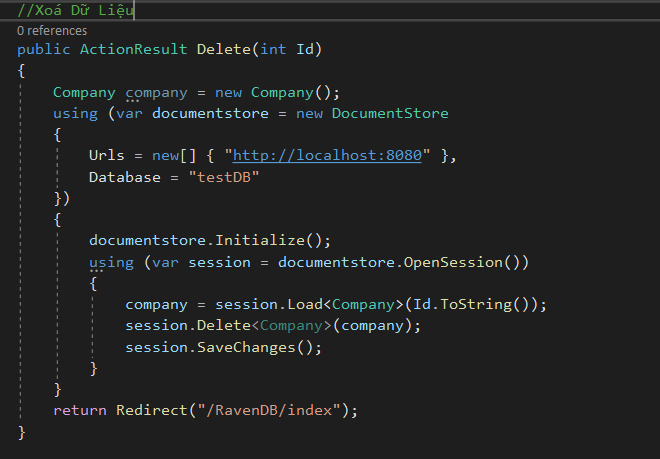 //Xoá Dữ Liệu
0 references
public ActionResult Delete(int Id)
{
Company company = new Company();
using (var documentstore = new DocumentStore
{
Urls = new[] { "http://localhost:8080" },
Database = "testDB"
})
{
documentstore.Initialize();
using (var session = documentstore.OpenSession())
{
company = session.Load<Company>(Id.ToString());
session.Delete<Company>(company);
session.SaveChanges();
}
}
return Redirect("/RavenDB/index");
}